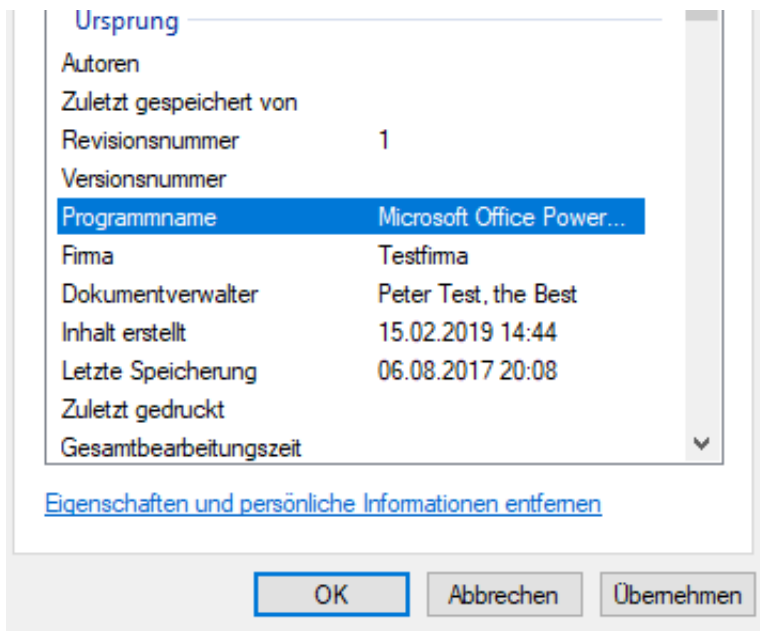 Ursprung
Autoren
Zuletzt gespeichert von
Revisionsnummer 1
Versionsnummer
Programmname Microsoft Office Power...
Firma Testfirma
Dokumentverwalter Peter Test, the Best
Inhalt erstellt 15.02.2019 14:44
Letzte Speicherung 06.08.2017 20:08
Zuletzt gedruckt
Gesamtbearbeitungszeit
Eigenschaften und persönliche Informationen entfernen
OK Abbrechen Übernehmen